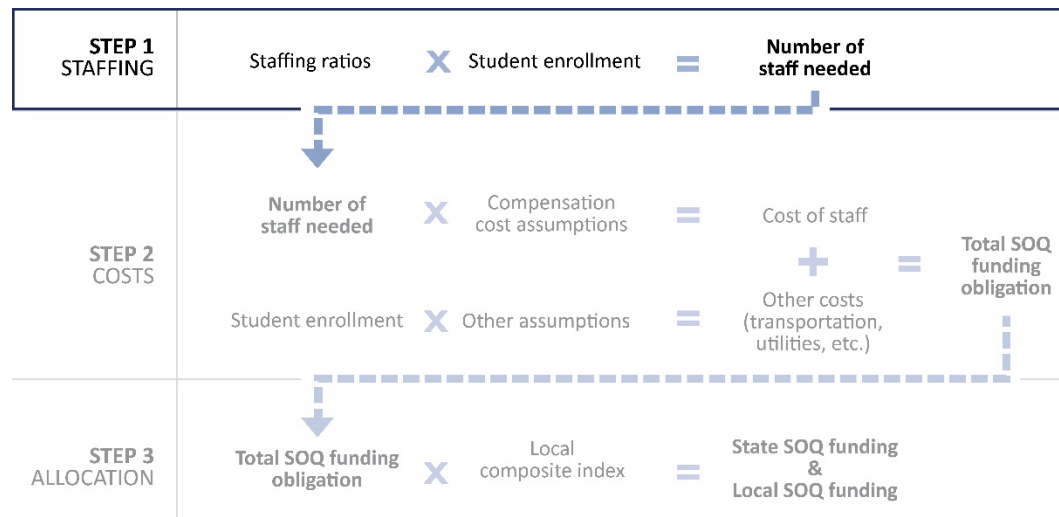 STEP 1
STAFFING
Staffing ratios X Student enrollment =
Number of
staff needed
STEP 2
COSTS
Number of
staff needed
X
Compensation
cost assumptions
=
Cost of staff
+
Student enrollment X Other assumptions =
Other costs
(transportation,
utilities, etc.)
=
Total SOQ
funding
obligation
STEP 3
ALLOCATION
Total SOQ funding
obligation
X
Local
composite index
=
State SOQ funding
&
Local SOQ funding